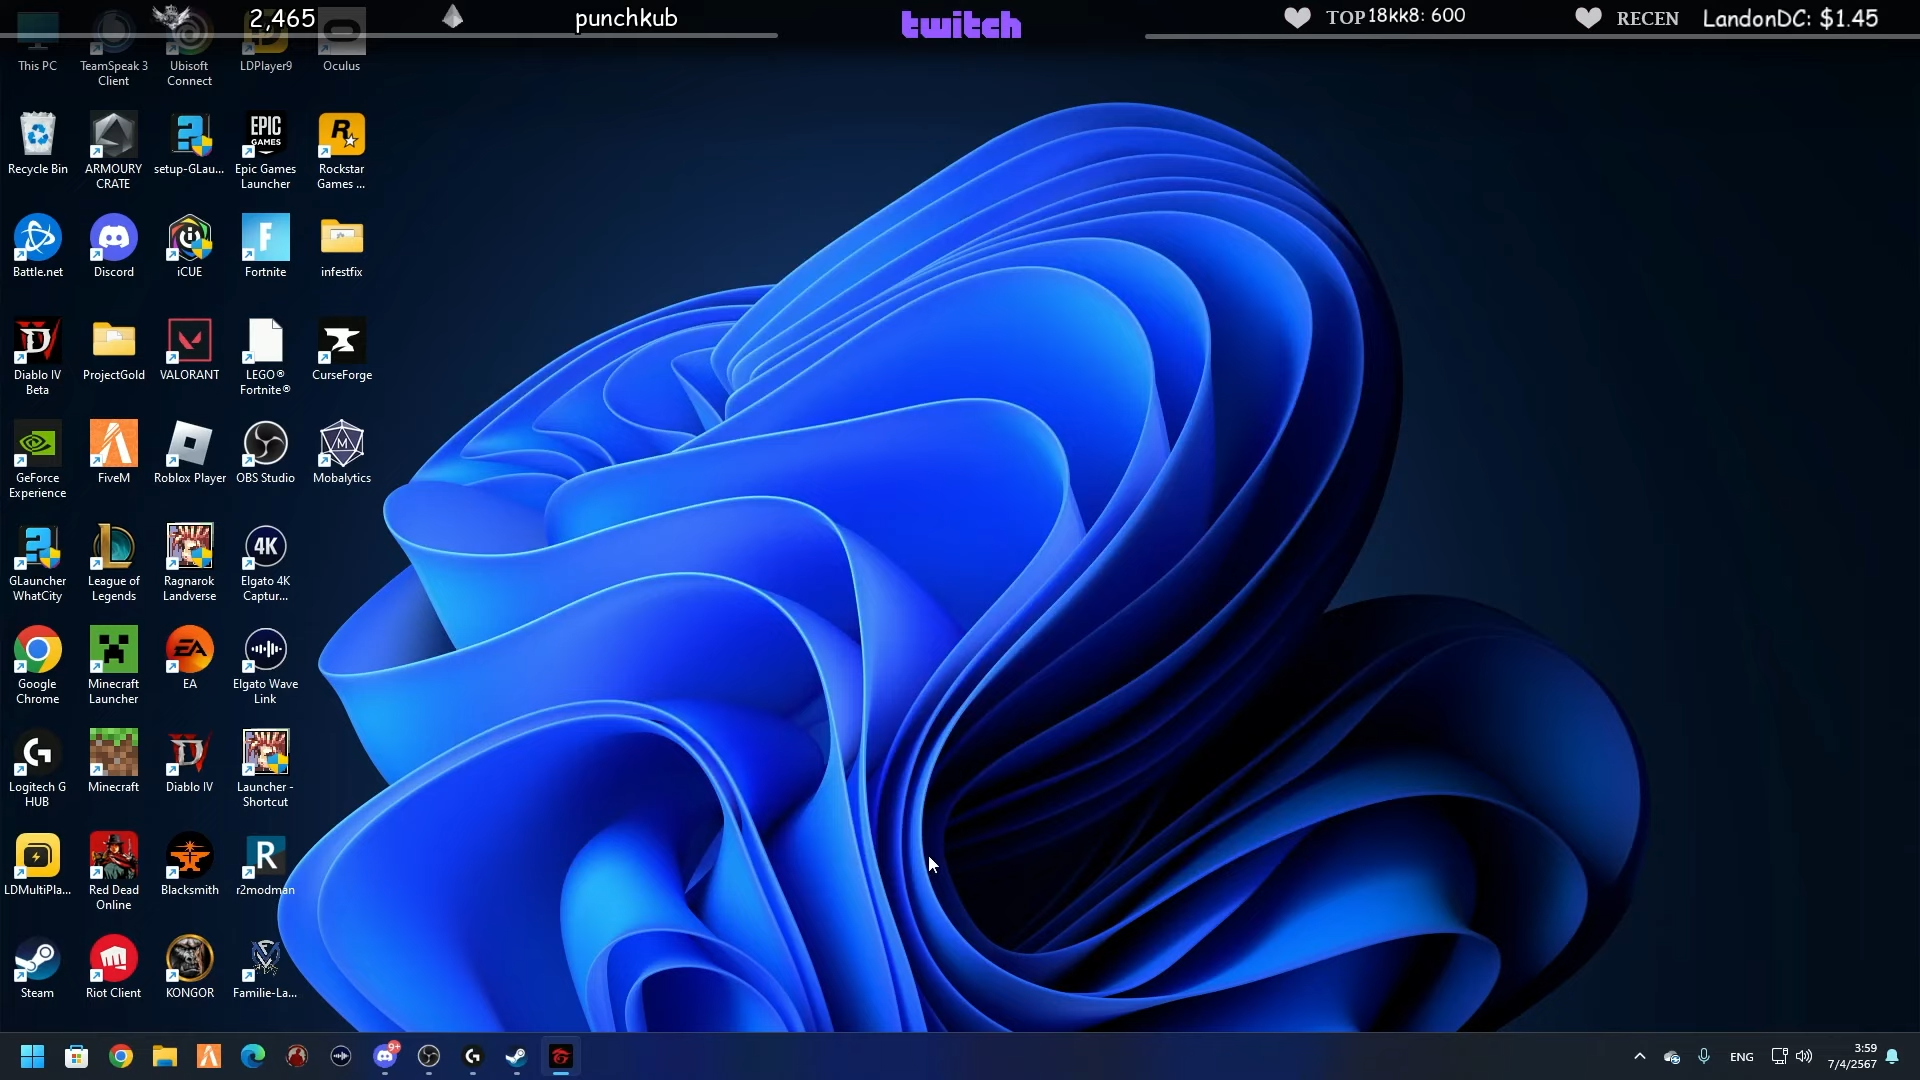 2,465
punchkub
twitch
TOP 18kk8: 600
RECEN LandonDC: $1.45
This PC
TeamSpeak 3
Client
Ubisoft
Connect
LDPlayer9
Oculus
Recycle Bin
ARMOURY
CRATE
setup-GLau...
EPIC
GAMES
Epic Games
Launcher
R
Rockstar
Games ...
Battle.net
Discord
iCUE
F
Fortnite
infestfix
Diablo IV
Beta
ProjectGold
VALORANT
LEGO®
Fortnite®
CurseForge
GeForce
Experience
FiveM
Roblox Player
OBS Studio
M
Mobalytics
GLauncher
WhatCity
League of
Legends
Ragnarok
Landverse
4K
Elgato 4K
Captur...
Google
Chrome
Minecraft
Launcher
EA
EA
Elgato Wave
Link
Logitech G
HUB
Minecraft
Diablo IV
Launcher -
Shortcut
LDMultiPla...
Red Dead
Online
Blacksmith
R
r2modman
Steam
Riot Client
KONGOR
Familie-La...
9+
ENG
3:59
7/4/2567